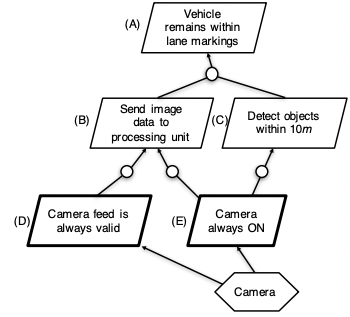 (A)
Vehicle
remains within
lane markings
(B)
Send image
data to
processing unit
(C)
Detect objects
within 10m
(D)
Camera feed is
always valid
(E)
Camera
always ON
Camera